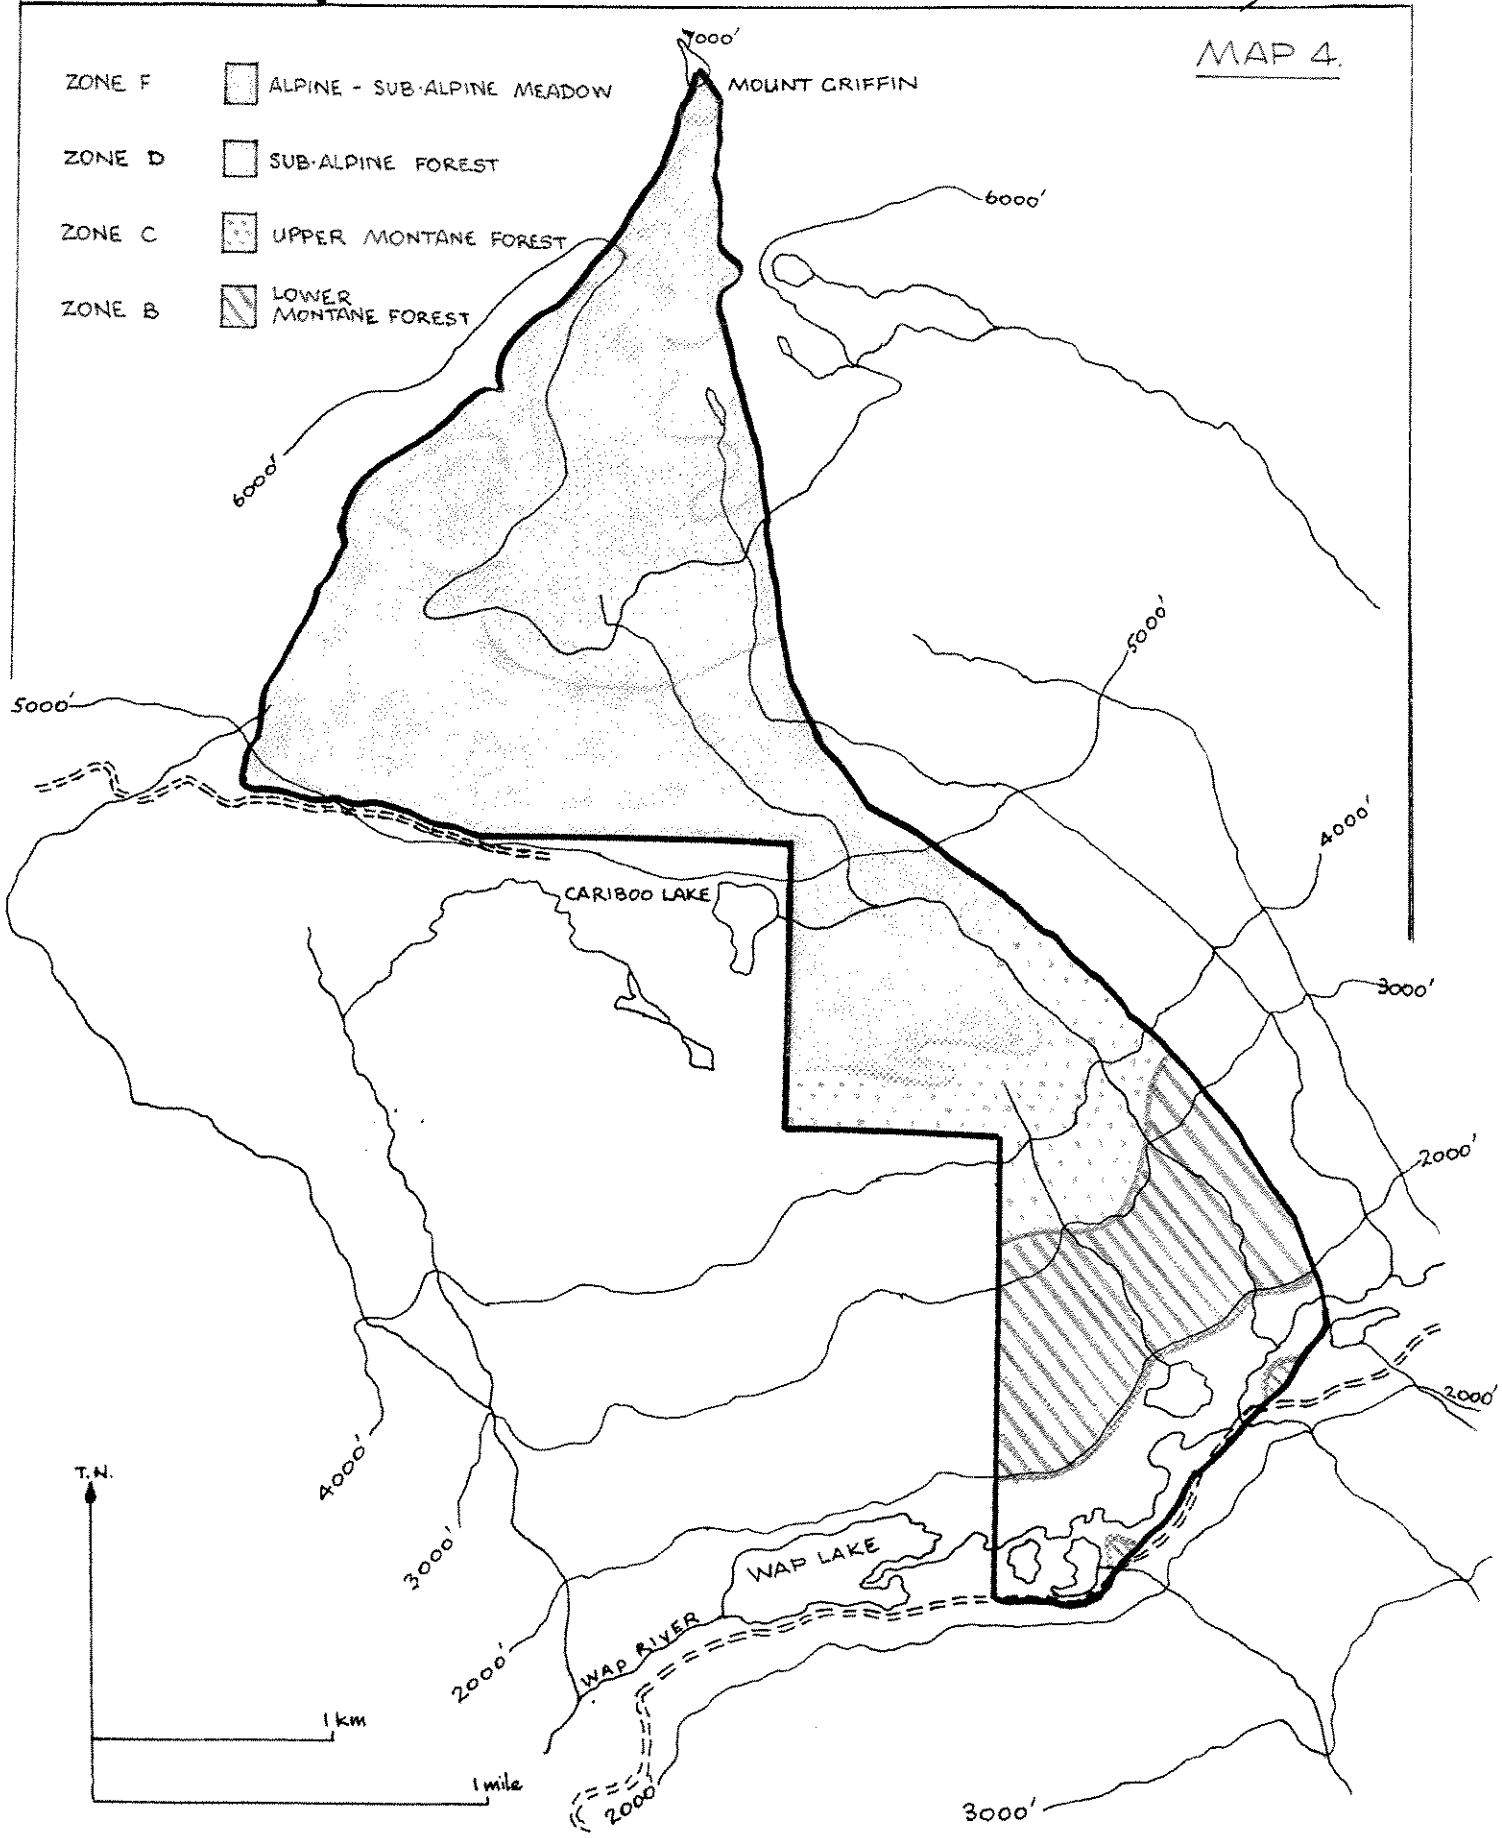 7000'
MAP 4.
MOUNT GRIFFIN
ZONE F ALPINE - SUB·ALPINE MEADOW
ZONE D SUB·ALPINE FOREST
ZONE C UPPER MONTANE FOREST
ZONE B LOWER
MONTANE FOREST
6000'
6000'
5000'
5000'
4000'
CARIBOO LAKE
3000'
2000'
2000'
4000'
T.N.
3000'
WAP LAKE
WAP RIVER
2000'
1 km
1 mile
2000
3000'